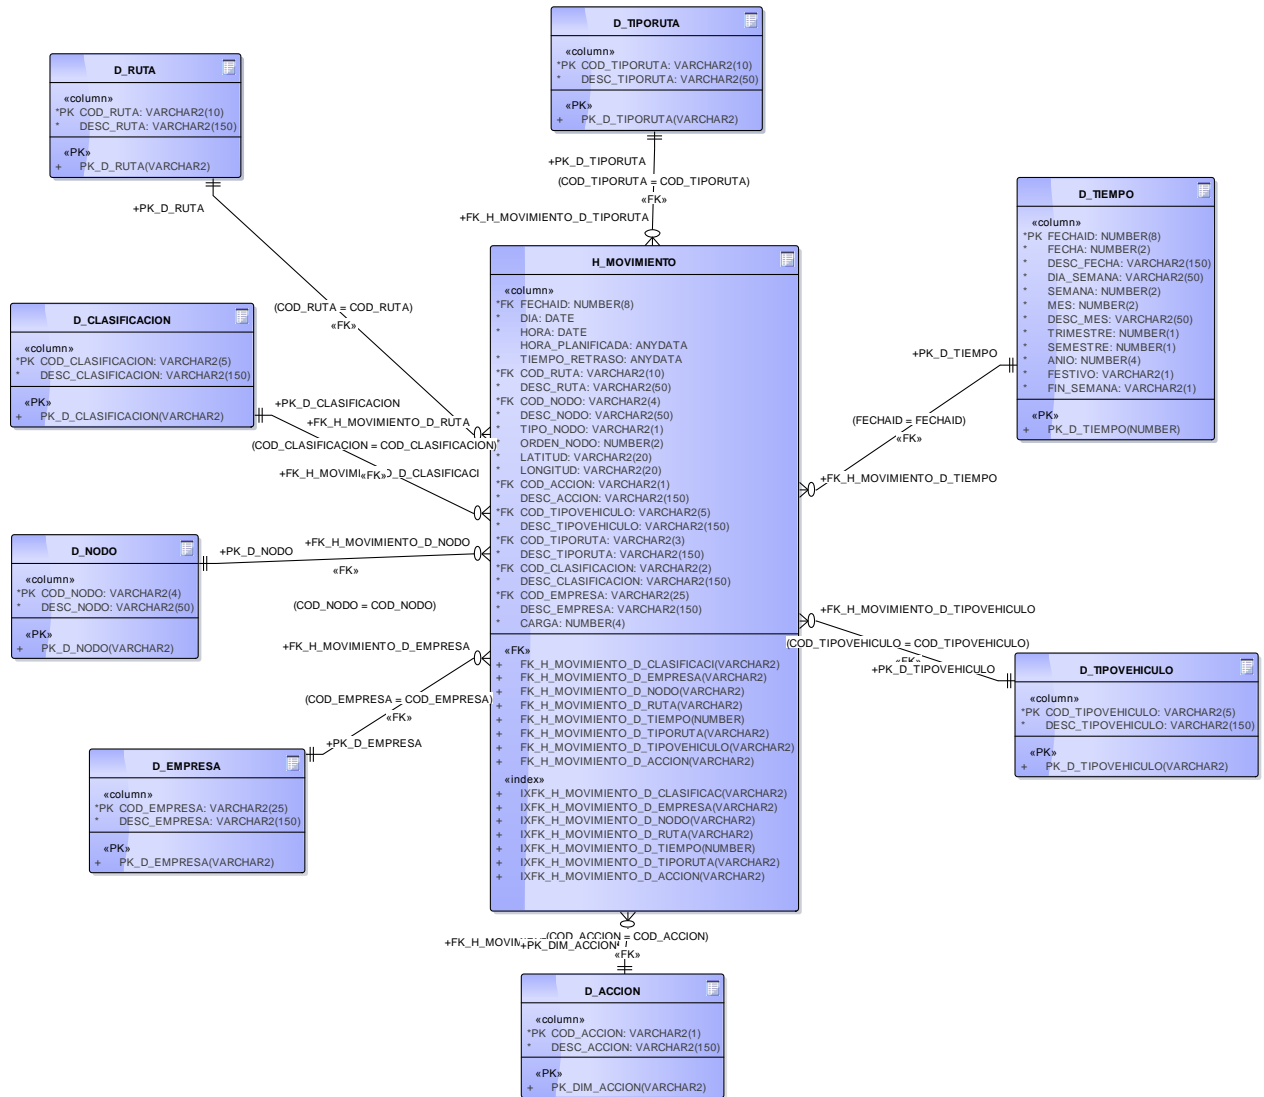 D_TIPORUTA
«column»
*PK COD_TIPORUTA: VARCHAR2(10)
* DESC_TIPORUTA: VARCHAR2(50)
«PK»
+ PK_D_TIPORUTA(VARCHAR2)
D_RUTA
«column»
*PK COD_RUTA: VARCHAR2(10)
* DESC_RUTA: VARCHAR2(150)
«PK»
+ PK_D_RUTA(VARCHAR2)
+PK_D_TIPORUTA
(COD_TIPORUTA = COD_TIPORUTA)
«FK»
+FK_H_MOVIMIENTO_D_TIPORUTA
+PK_D_RUTA
(COD_RUTA = COD_RUTA)
«FK»
+FK_H_MOVIMIENTO_D_RUTA
D_TIEMPO
«column»
*PK FECHAID: NUMBER(8)
* FECHA: NUMBER(2)
* DESC_FECHA: VARCHAR2(150)
* DIA_SEMANA: VARCHAR2(50)
* SEMANA: NUMBER(2)
* MES: NUMBER(2)
* DESC_MES: VARCHAR2(50)
* TRIMESTRE: NUMBER(1)
* SEMESTRE: NUMBER(1)
* ANIO: NUMBER(4)
* FESTIVO: VARCHAR2(1)
* FIN_SEMANA: VARCHAR2(1)
«PK»
+ PK_D_TIEMPO(NUMBER)
+PK_D_TIEMPO
(FECHAID = FECHAID)
«FK»
+FK_H_MOVIMIENTO_D_TIEMPO
D_CLASIFICACION
«column»
*PK COD_CLASIFICACION: VARCHAR2(5)
* DESC_CLASIFICACION: VARCHAR2(150)
«PK»
+ PK_D_CLASIFICACION(VARCHAR2)
+PK_D_CLASIFICACION
(COD_CLASIFICACION = COD_CLASIFICACION)
«FK»
H_MOVIMIENTO
«column»
*FK FECHAID: NUMBER(8)
* DIA: DATE
* HORA: DATE
HORA_PLANIFICADA: ANYDATA
* TIEMPO_RETRASO: ANYDATA
*FK COD_RUTA: VARCHAR2(10)
* DESC_RUTA: VARCHAR2(50)
*FK COD_NODO: VARCHAR2(4)
* DESC_NODO: VARCHAR2(50)
* TIPO_NODO: VARCHAR2(1)
* ORDEN_NODO: NUMBER(2)
* LATITUD: VARCHAR2(20)
* LONGITUD: VARCHAR2(20)
*FK COD_ACCION: VARCHAR2(1)
* DESC_ACCION: VARCHAR2(150)
*FK COD_TIPOVEHICULO: VARCHAR2(5)
* DESC_TIPOVEHICULO: VARCHAR2(150)
*FK COD_TIPORUTA: VARCHAR2(3)
* DESC_TIPORUTA: VARCHAR2(150)
*FK COD_CLASIFICACION: VARCHAR2(2)
* DESC_CLASIFICACION: VARCHAR2(150)
*FK COD_EMPRESA: VARCHAR2(25)
* DESC_EMPRESA: VARCHAR2(150)
* CARGA: NUMBER(4)
«FK»
+ FK_H_MOVIMIENTO_D_CLASIFICACI(VARCHAR2)
+ FK_H_MOVIMIENTO_D_EMPRESA(VARCHAR2)
+ FK_H_MOVIMIENTO_D_NODO(VARCHAR2)
+ FK_H_MOVIMIENTO_D_RUTA(VARCHAR2)
+ FK_H_MOVIMIENTO_D_TIEMPO(NUMBER)
+ FK_H_MOVIMIENTO_D_TIPORUTA(VARCHAR2)
+ FK_H_MOVIMIENTO_D_TIPOVEHICULO(VARCHAR2)
+ FK_H_MOVIMIENTO_D_ACCION(VARCHAR2)
«index»
+ IXFK_H_MOVIMIENTO_D_CLASIFICAC(VARCHAR2)
+ IXFK_H_MOVIMIENTO_D_EMPRESA(VARCHAR2)
+ IXFK_H_MOVIMIENTO_D_NODO(VARCHAR2)
+ IXFK_H_MOVIMIENTO_D_RUTA(VARCHAR2)
+ IXFK_H_MOVIMIENTO_D_TIEMPO(NUMBER)
+ IXFK_H_MOVIMIENTO_D_TIPORUTA(VARCHAR2)
+ IXFK_H_MOVIMIENTO_D_ACCION(VARCHAR2)
D_NODO
«column»
*PK COD_NODO: VARCHAR2(4)
* DESC_NODO: VARCHAR2(50)
«PK»
+ PK_D_NODO(VARCHAR2)
+PK_D_NODO
+FK_H_MOVIMIENTO_D_NODO
«FK»
(COD_NODO = COD_NODO)
+FK_H_MOVIMIENTO_D_EMPRESA
(COD_EMPRESA = COD_EMPRESA)
«FK»
+PK_D_EMPRESA
D_EMPRESA
«column»
*PK COD_EMPRESA: VARCHAR2(25)
* DESC_EMPRESA: VARCHAR2(150)
«PK»
+ PK_D_EMPRESA(VARCHAR2)
+FK_H_MOVIMIENTO_D_TIPOVEHICULO
(COD_TIPOVEHICULO = COD_TIPOVEHICULO)
«FK»
+PK_D_TIPOVEHICULO
D_TIPOVEHICULO
«column»
*PK COD_TIPOVEHICULO: VARCHAR2(5)
* DESC_TIPOVEHICULO: VARCHAR2(150)
«PK»
+ PK_D_TIPOVEHICULO(VARCHAR2)
(COD_ACCION = COD_ACCION)
+PK_DIM_ACCION
«FK»
D_ACCION
«column»
*PK COD_ACCION: VARCHAR2(1)
* DESC_ACCION: VARCHAR2(150)
«PK»
+ PK_DIM_ACCION(VARCHAR2)